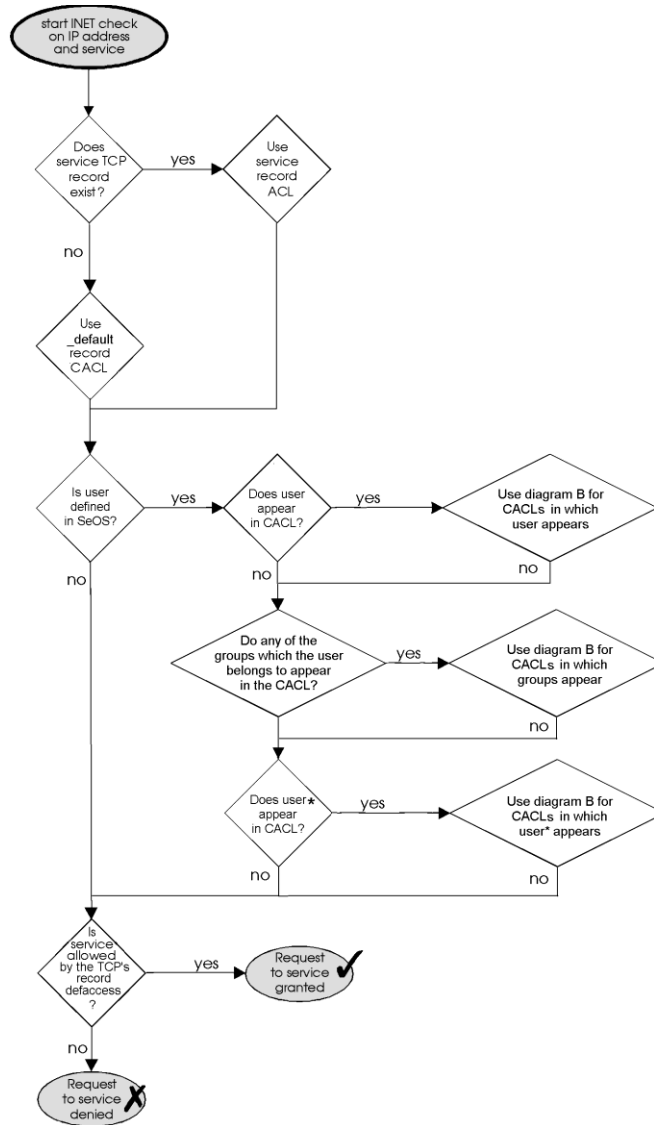 start INET check
on IP address
and service
Does
service TCP
record
exist?
yes
Use
service
record
ACL
no
Use
_default
record
CACL
Is user
defined
in SeOS?
yes
Does user
appear
in CACL?
yes
Use diagram B for
CACLs in which
user appears
no
no
no
Do any of the
groups which the user
belongs to appear
in the CACL?
yes
Use diagram B for
CACLs in which
groups appear
no
no
Does user*
appear
in CACL?
yes
Use diagram B for
CACLs in which
user* appears
no
no
Is
service
allowed
by the TCP's
record
defaccess
?
yes
Request
to service
granted
no
Request
to service
denied